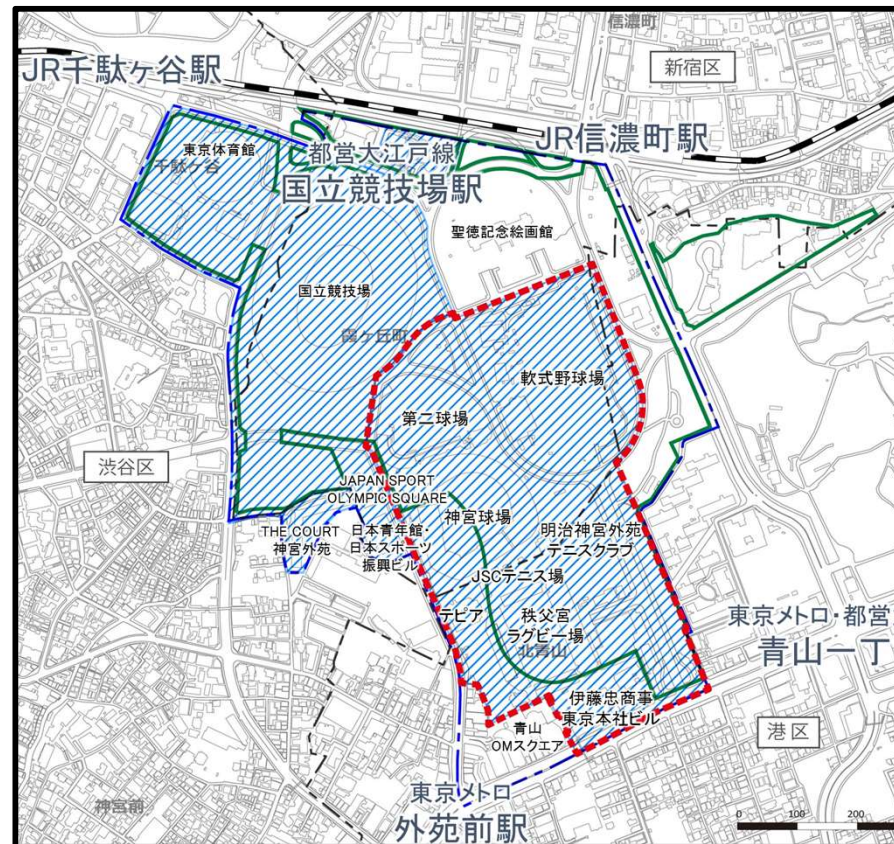 信濃町
JR千駄ヶ谷駅
新宿区
JR信濃町駅
都営大江戸線
国立競技場駅
東京体育館
千駄ヶ谷
聖徳記念絵画館
国立競技場
霞ヶ丘町
軟式野球場
第二球場
渋谷区
JAPAN SPORT
OLYMPIC SQUARE
神宮球場
THE COURT
神宮外苑
日本青年館・
日本スポーツ
振興ビル
明治神宮外苑
テニスクラブ
JSCテニス場
テピア
秩父宮
ラグビー場
北青山
東京メトロ・都営
青山一丁
伊藤忠商事
東京本社ビル
青山
OMスクエア
港区
東京メトロ
外苑前駅
神宮前
0 100 200